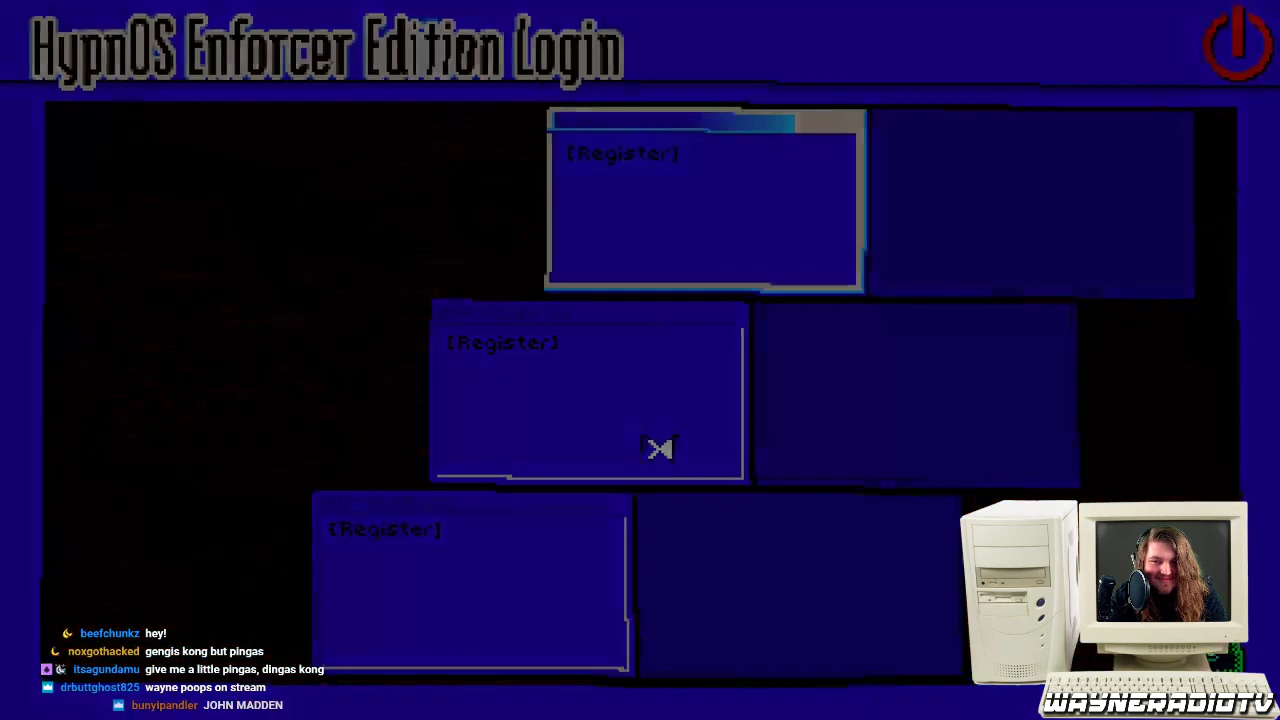 HypnOS Enforcer Edition Login
[Register]
[Register]
[Register]
beefchunkz hey!
noxgothacked gengis kong but pingas
itsagundamu give me a little pingas, dingas kong
drbuttghost825 wayne poops on stream
bunyipandler JOHN MADDEN
WAYNERADIOTV